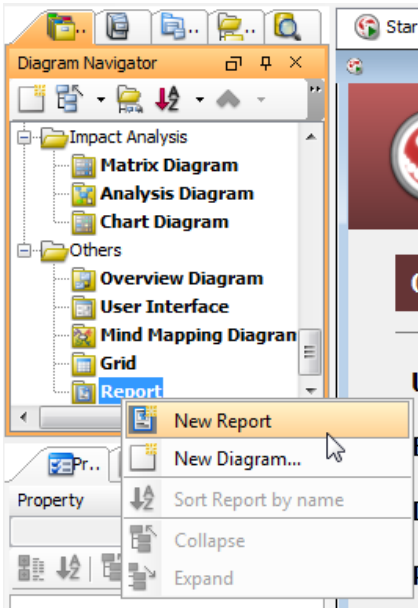 Star
Diagram Navigator
Impact Analysis
Matrix Diagram
Analysis Diagram
Chart Diagram
Others
Overview Diagram
User Interface
Mind Mapping Diagran
Grid
Report
New Report
New Diagram...
Sort Report by name
Collapse
Expand
Pr..
Property